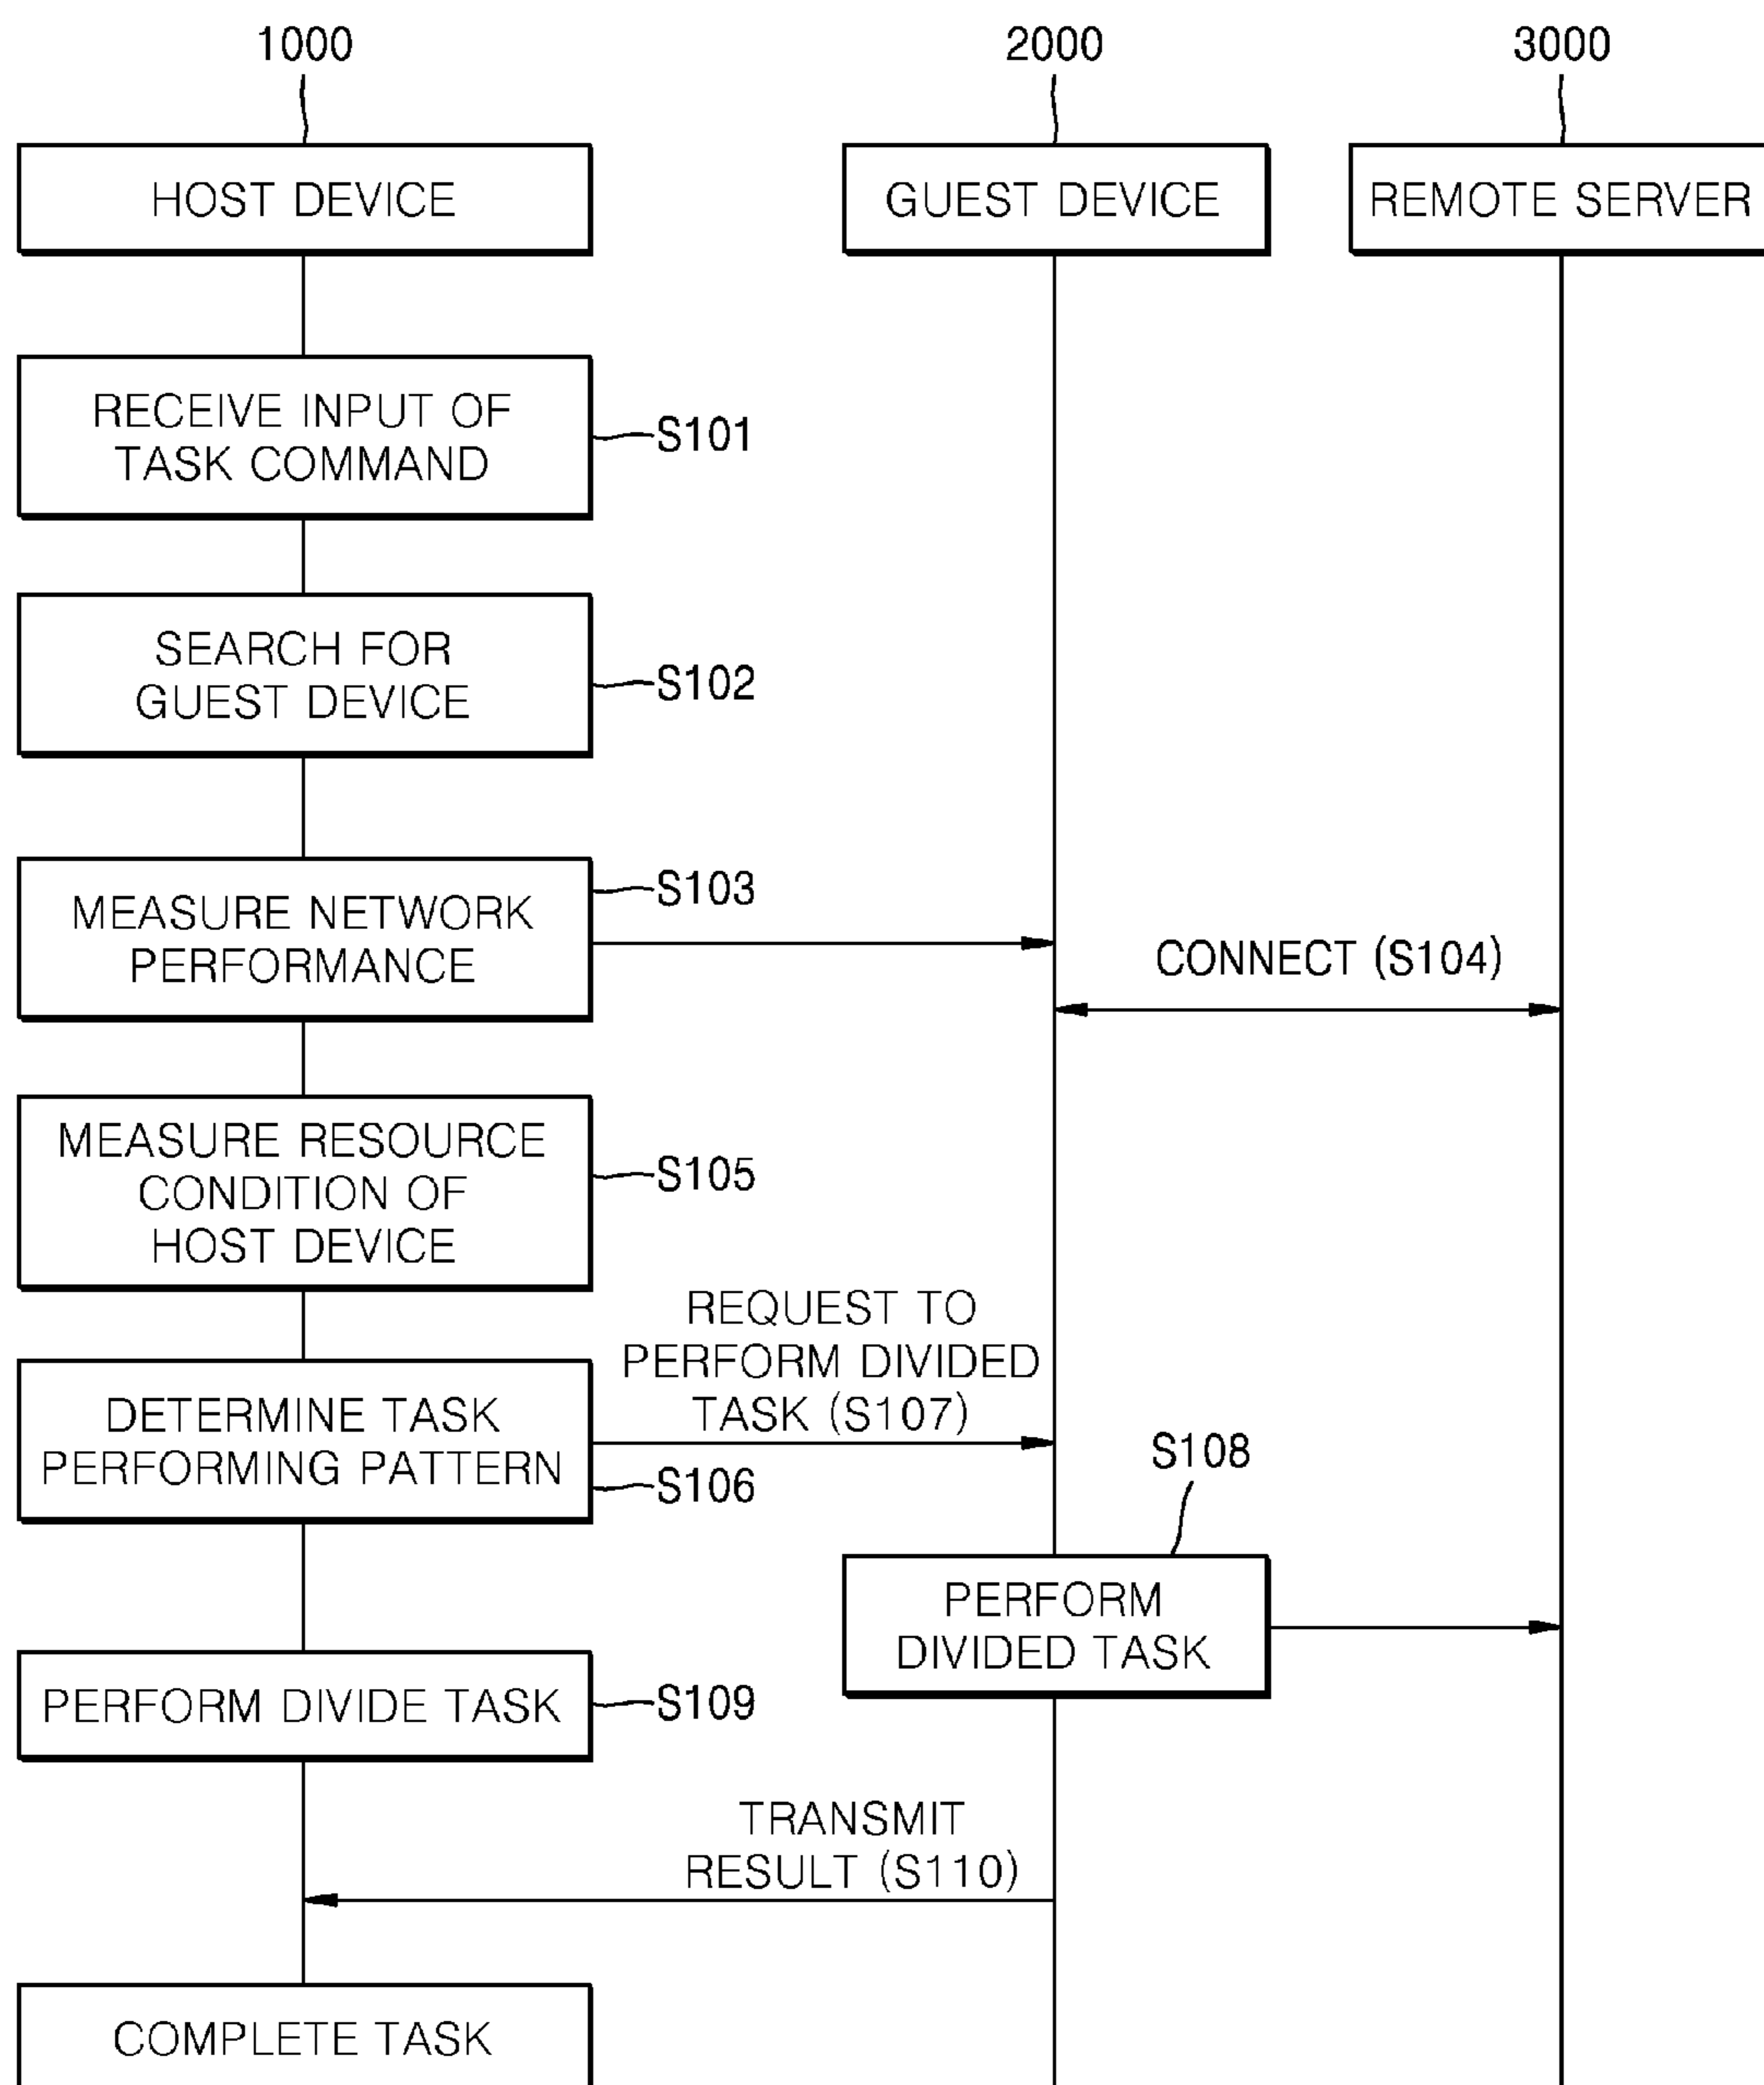 1000
2000
3000
HOST DEVICE
GUEST DEVICE
REMOTE SERVER
RECEIVE INPUT OF
TASK COMMAND
S101
SEARCH FOR
GUEST DEVICE
S102
MEASURE NETWORK
PERFORMANCE
S103
CONNECT (S104)
MEASURE RESOURCE
CONDITION OF
HOST DEVICE
S105
REQUEST TO
PERFORM DIVIDED
TASK (S107)
DETERMINE TASK
PERFORMING PATTERN
S106
S108
PERFORM
DIVIDED TASK
PERFORM DIVIDE TASK
S109
TRANSMIT
RESULT (S110)
COMPLETE TASK